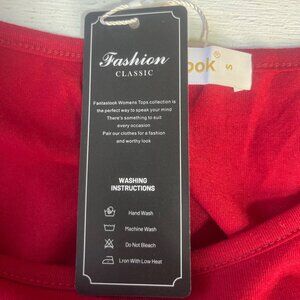 Fashion
CLASSIC
Fantaslook Womens Tops collection is
the perfect way to speak your mind
There's something to suit
every occasion
Pair our clothes for a fashion
and worthy look
WASHING
INSTRUCTIONS
Hand Wash
Machine Wash
Do Not Bleach
Lron With Low Heat
look®
S